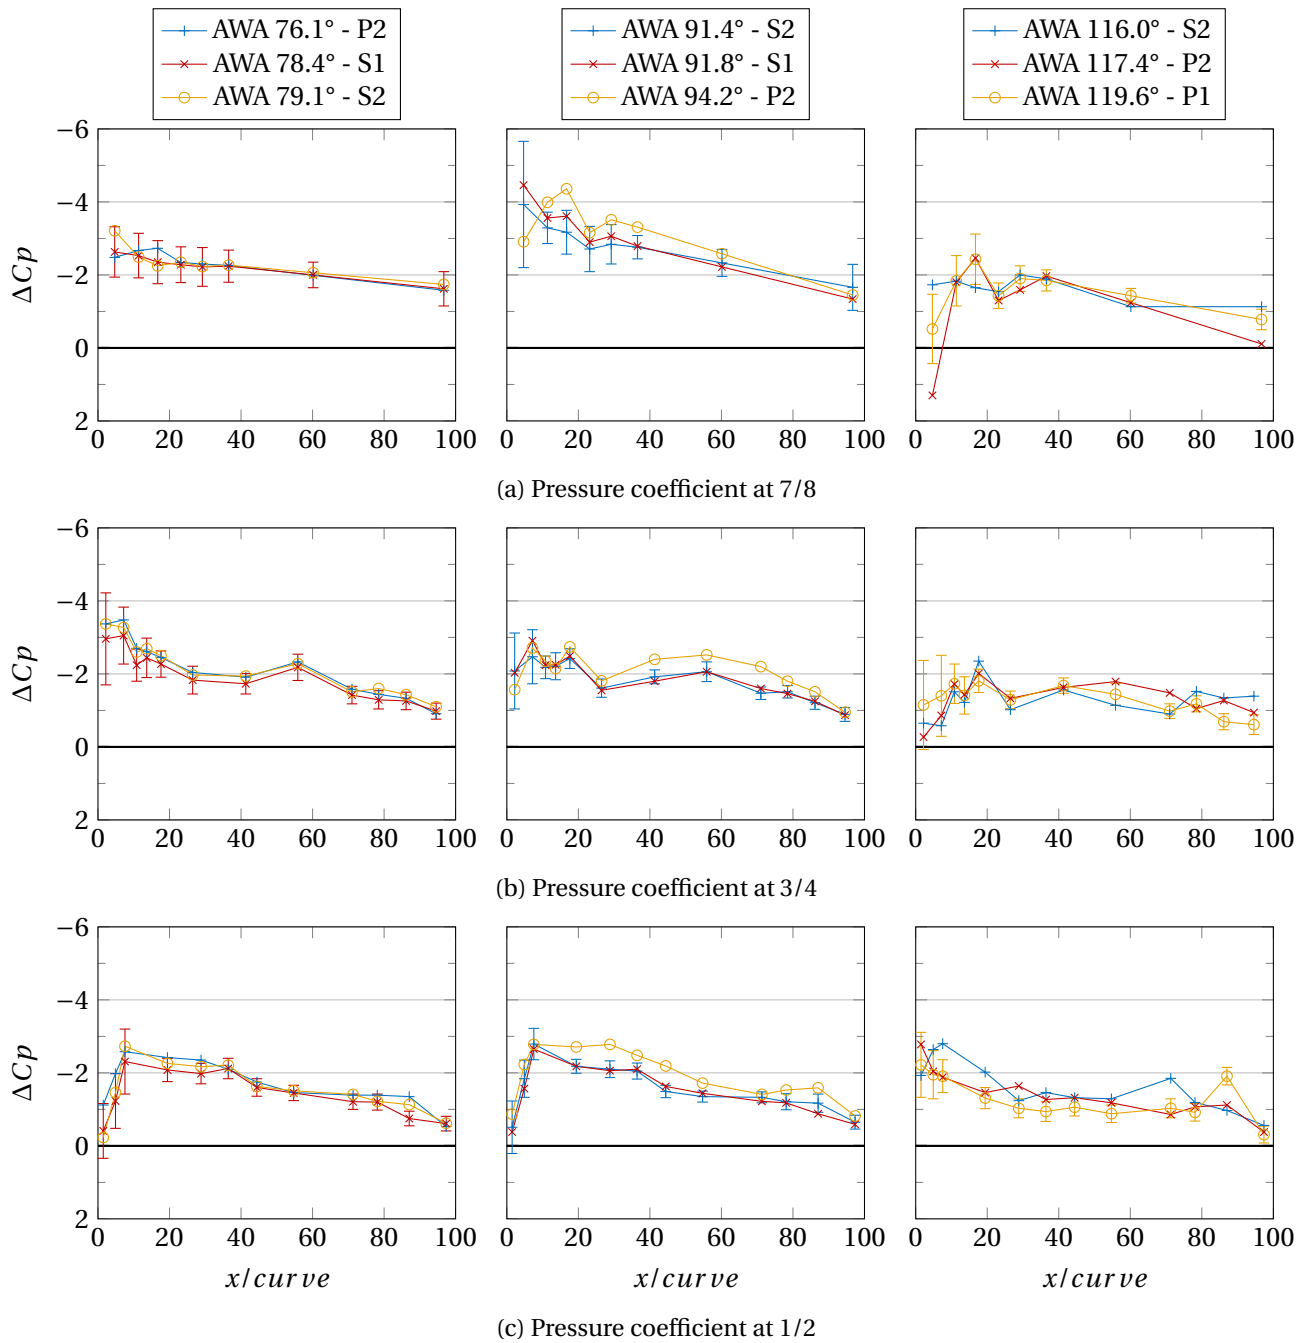 AWA 76.1° - P2
AWA 78.4° - S1
AWA 79.1° - S2
AWA 91.4° - S2
AWA 91.8° - S1
AWA 94.2° - P2
AWA 116.0° - S2
AWA 117.4° - P2
AWA 119.6° - P1
−6
−4
−2
0
2
ΔCp
0 20 40 60 80 100
0 20 40 60 80 100
0 20 40 60 80 100
(a) Pressure coefficient at 7/8
−6
−4
−2
0
2
ΔCp
0 20 40 60 80 100
0 20 40 60 80 100
0 20 40 60 80 100
(b) Pressure coefficient at 3/4
−6
−4
−2
0
2
ΔCp
0 20 40 60 80 100
0 20 40 60 80 100
0 20 40 60 80 100
x/curve
x/curve
x/curve
(c) Pressure coefficient at 1/2